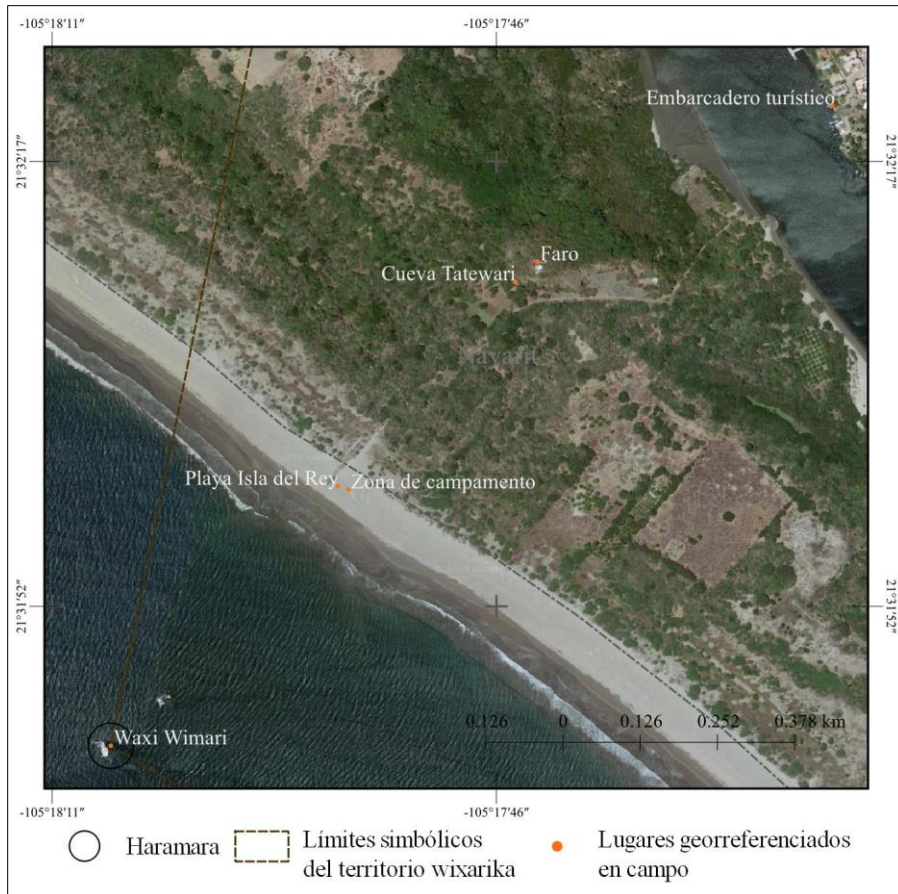 -105°18'11" -105°17'46"
Embarcadero turístico
21°32'17" 21°32'17"
Faro
Cueva Tatewari
Nayarit
Playa Isla del Rey Zona de campamento
21°31'52" 21°31'52"
0.126 0 0.126 0.252 0.378 km
Waxi Wimari
-105°18'11" -105°17'46"
Haramara Límites simbólicos Lugares georreferenciados
del territorio wixarika en campo